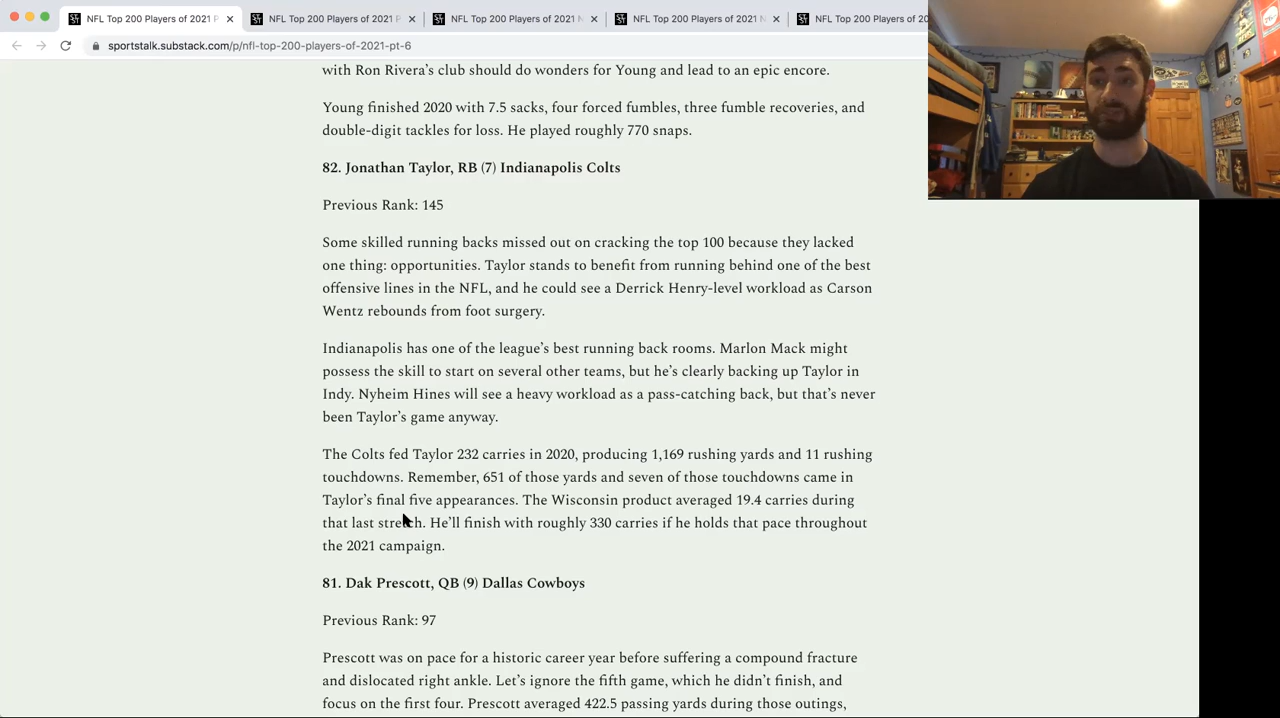 NFL Top 200 Players of 2021 P
NFL Top 200 Players of 2021 P
NFL Top 200 Players of 2021 N
NFL Top 200 Players of 2021 N
NFL Top 200 Players of 20
sportstalk.substack.com/p/nfl-top-200-players-of-2021-pt-6
with Ron Rivera’s club should do wonders for Young and lead to an epic encore.
Young finished 2020 with 7.5 sacks, four forced fumbles, three fumble recoveries, and
double-digit tackles for loss. He played roughly 770 snaps.
82. Jonathan Taylor, RB (7) Indianapolis Colts
Previous Rank: 145
Some skilled running backs missed out on cracking the top 100 because they lacked
one thing: opportunities. Taylor stands to benefit from running behind one of the best
offensive lines in the NFL, and he could see a Derrick Henry-level workload as Carson
Wentz rebounds from foot surgery.
Indianapolis has one of the league’s best running back rooms. Marlon Mack might
possess the skill to start on several other teams, but he’s clearly backing up Taylor in
Indy. Nyheim Hines will see a heavy workload as a pass-catching back, but that’s never
been Taylor’s game anyway.
The Colts fed Taylor 232 carries in 2020, producing 1,169 rushing yards and 11 rushing
touchdowns. Remember, 651 of those yards and seven of those touchdowns came in
Taylor’s final five appearances. The Wisconsin product averaged 19.4 carries during
that last stretch. He’ll finish with roughly 330 carries if he holds that pace throughout
the 2021 campaign.
81. Dak Prescott, QB (9) Dallas Cowboys
Previous Rank: 97
Prescott was on pace for a historic career year before suffering a compound fracture
and dislocated right ankle. Let’s ignore the fifth game, which he didn’t finish, and
focus on the first four. Prescott averaged 422.5 passing yards during those outings,